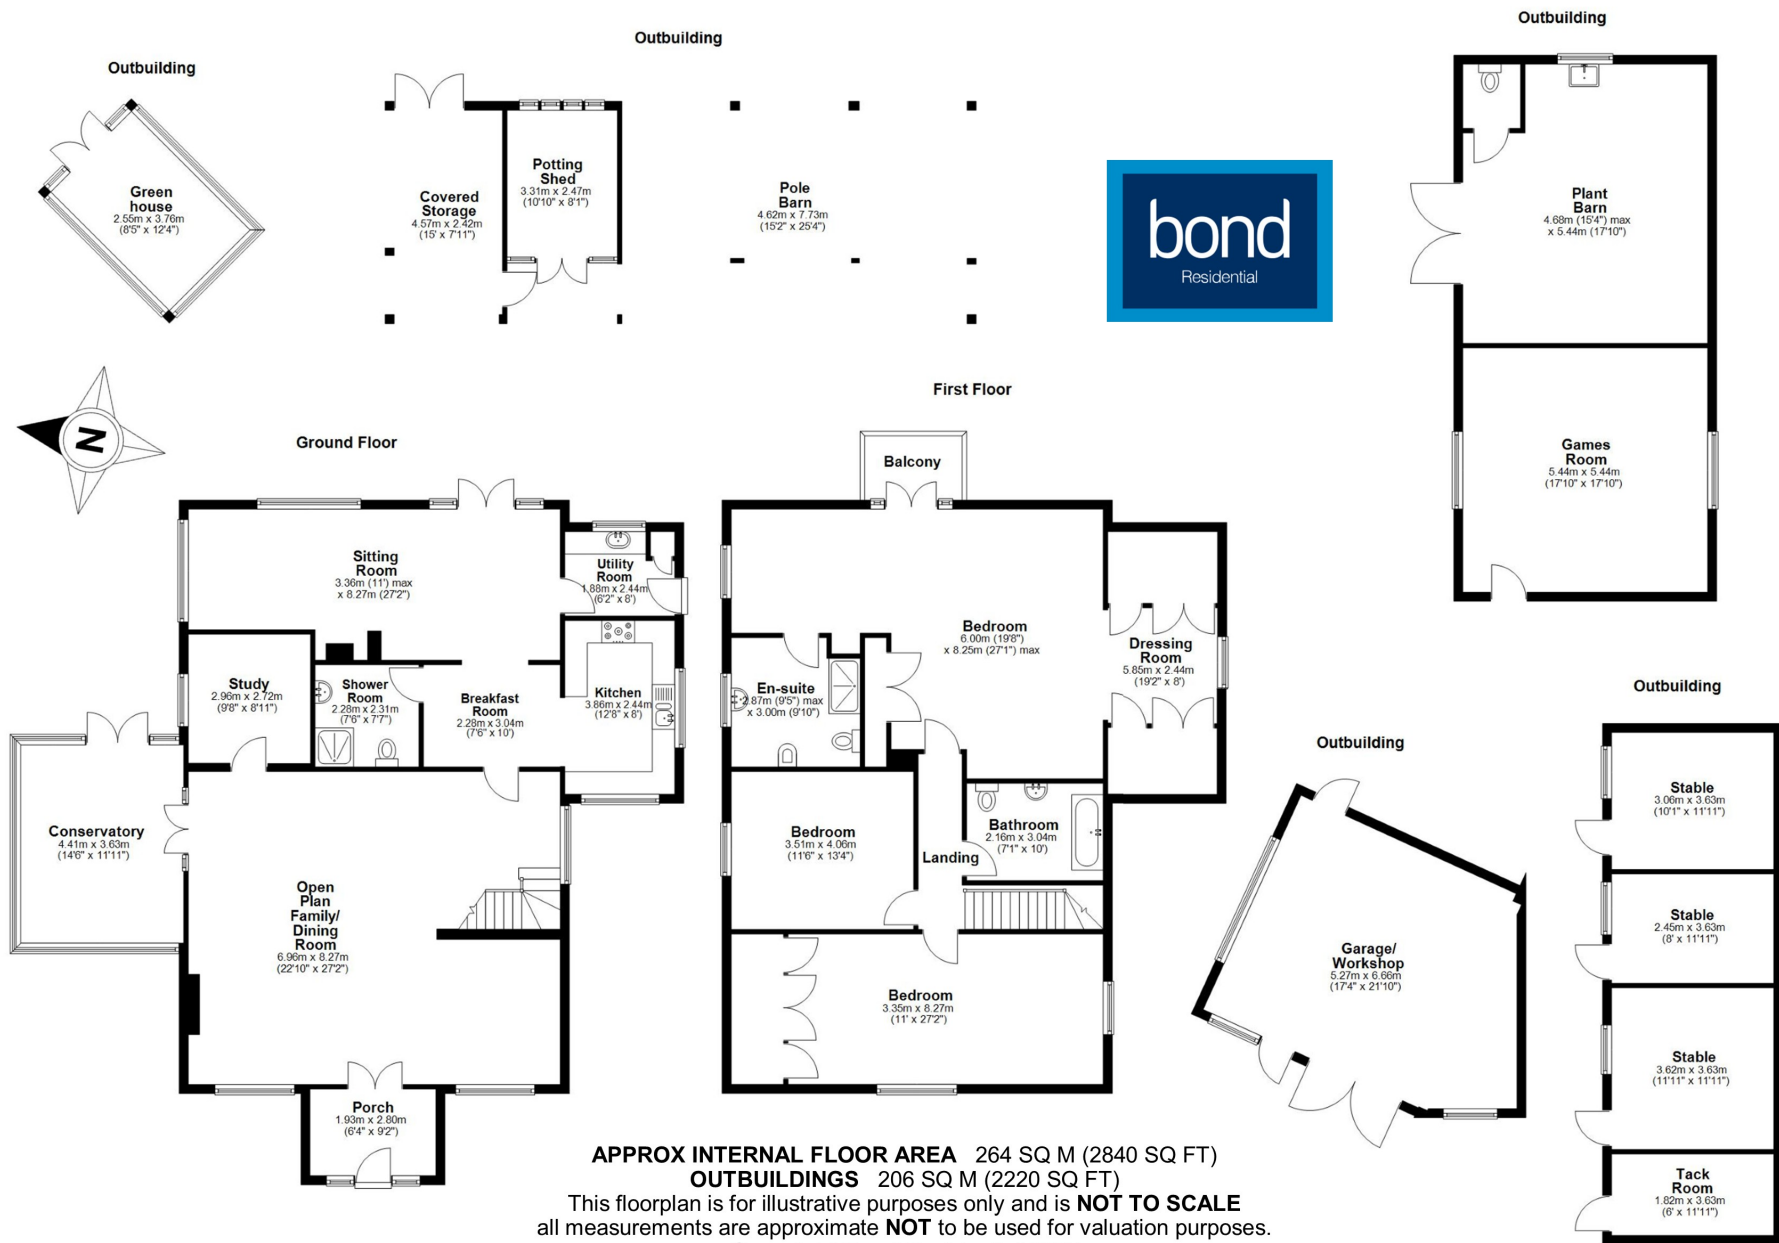 Outbuilding
Green
house
2.55m x 3.76m
(8'5" x 12'4")
Outbuilding
Covered
Storage
4.57m x 2.42m
(15' x 7'11")
Potting
Shed
3.31m x 2.47m
(10'10" x 8'1")
Pole
Barn
4.62m x 7.73m
(15'2" x 25'4")
bond
Residential
Outbuilding
Plant
Barn
4.68m (15'4") max
x 5.44m (17'10")
Games
Room
5.44m x 5.44m
(17'10" x 17'10")
N
Ground Floor
Sitting
Room
3.36m (11') max
x 8.27m (27'2")
Utility
Room
1.88m x 2.44m
(6'2" x 8')
Study
2.96m x 2.72m
(9'8" x 8'11")
Shower
Room
2.28m x 2.31m
(7'6" x 7'7")
Breakfast
Room
2.28m x 3.04m
(7'6" x 10')
Kitchen
3.86m x 2.44m
(12'8" x 8')
Conservatory
4.41m x 3.63m
(14'6" x 11'11")
Open
Plan
Family/
Dining
Room
6.96m x 8.27m
(22'10" x 27'2")
Porch
1.93m x 2.80m
(6'4" x 9'2")
First Floor
Balcony
Bedroom
6.00m (19'8")
x 8.25m (27'1") max
Dressing
Room
5.85m x 2.44m
(19'2" x 8')
En-suite
2.87m (9'5") max
x 3.00m (9'10")
Bedroom
3.51m x 4.06m
(11'6" x 13'4")
Landing
Bathroom
2.16m x 3.04m
(7'1" x 10')
Bedroom
3.35m x 8.27m
(11' x 27'2")
Outbuilding
Garage/
Workshop
5.27m x 6.66m
(17'4" x 21'10")
Outbuilding
Stable
3.06m x 3.63m
(10'1" x 11'11")
Stable
2.45m x 3.63m
(8' x 11'11")
Stable
3.62m x 3.63m
(11'11" x 11'11")
Tack
Room
1.82m x 3.63m
(6' x 11'11")
APPROX INTERNAL FLOOR AREA 264 SQ M (2840 SQ FT)
OUTBUILDINGS 206 SQ M (2220 SQ FT)
This floorplan is for illustrative purposes only and is NOT TO SCALE
all measurements are approximate NOT to be used for valuation purposes.